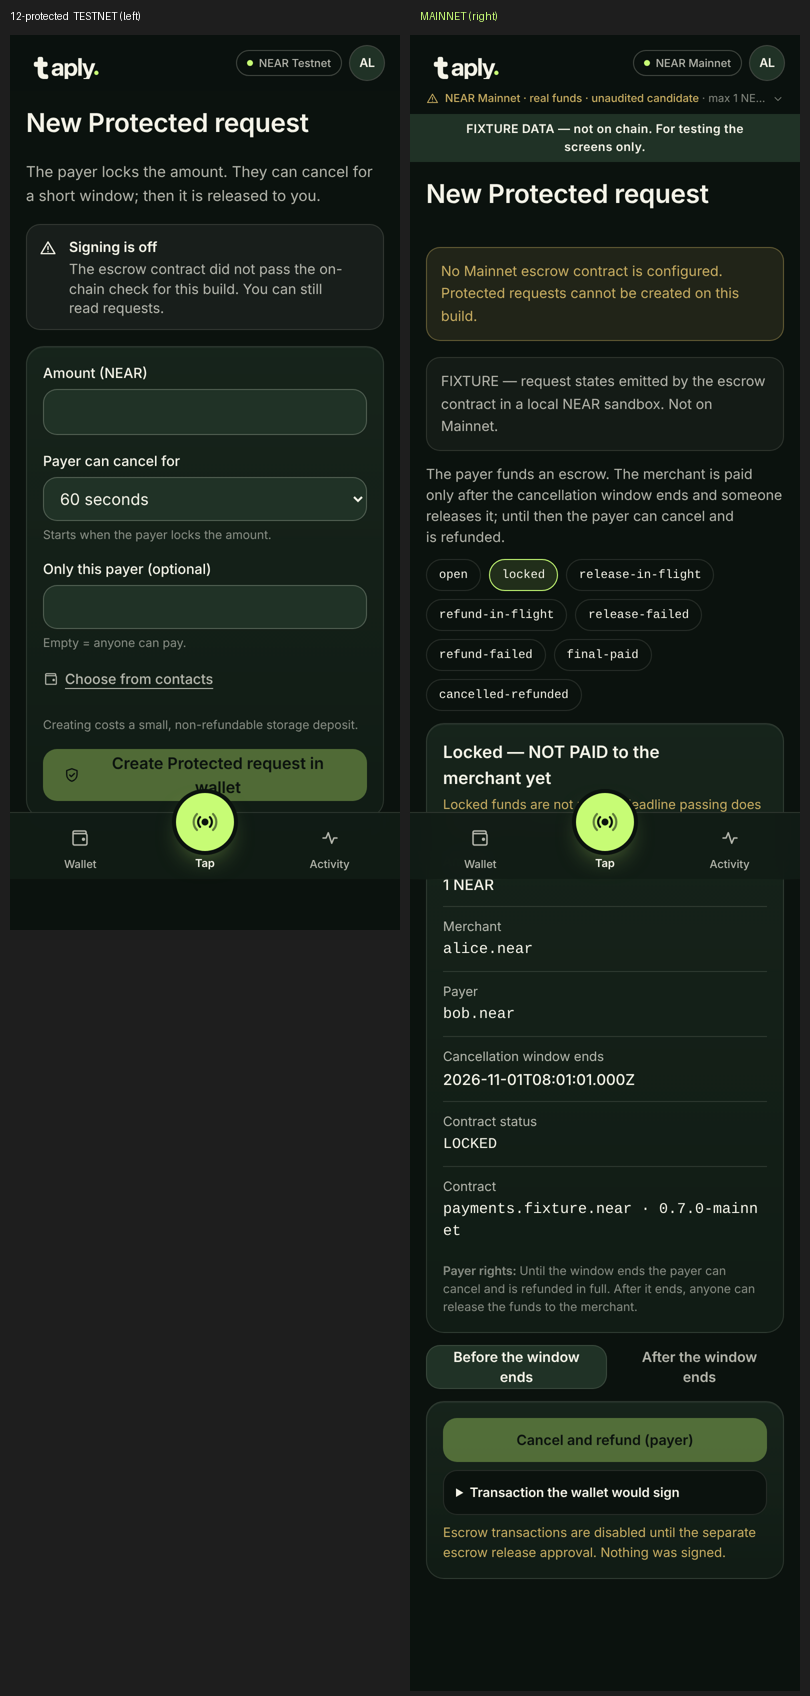 12-protected TESTNET (left)
taply.
NEAR Testnet
AL
New Protected request
The payer locks the amount. They can cancel for
a short window; then it is released to you.
Signing is off
The escrow contract did not pass the on-
chain check for this build. You can still
read requests.
Amount (NEAR)
Payer can cancel for
60 seconds
Starts when the payer locks the amount.
Only this payer (optional)
Empty = anyone can pay.
Choose from contacts
Creating costs a small, non-refundable storage deposit.
Create Protected request in
wallet
Wallet
Tap
Activity
MAINNET (right)
taply.
NEAR Mainnet
AL
NEAR Mainnet · real funds · unaudited candidate · max 1 NE...
FIXTURE DATA — not on chain. For testing the
screens only.
New Protected request
No Mainnet escrow contract is configured.
Protected requests cannot be created on this
build.
FIXTURE — request states emitted by the escrow
contract in a local NEAR sandbox. Not on
Mainnet.
The payer funds an escrow. The merchant is paid
only after the cancellation window ends and someone
releases it; until then the payer can cancel and
is refunded.
open
locked
release-in-flight
refund-in-flight
release-failed
refund-failed
final-paid
cancelled-refunded
Locked — NOT PAID to the
merchant yet
Locked funds are not eadline passing does
Wallet
Tap
Activity
1 NEAR
Merchant
alice.near
Payer
bob.near
Cancellation window ends
2026-11-01T08:01:01.000Z
Contract status
LOCKED
Contract
payments.fixture.near · 0.7.0-mainn
et
Payer rights: Until the window ends the payer can
cancel and is refunded in full. After it ends, anyone can
release the funds to the merchant.
Before the window
ends
After the window
ends
Cancel and refund (payer)
Transaction the wallet would sign
Escrow transactions are disabled until the separate
escrow release approval. Nothing was signed.